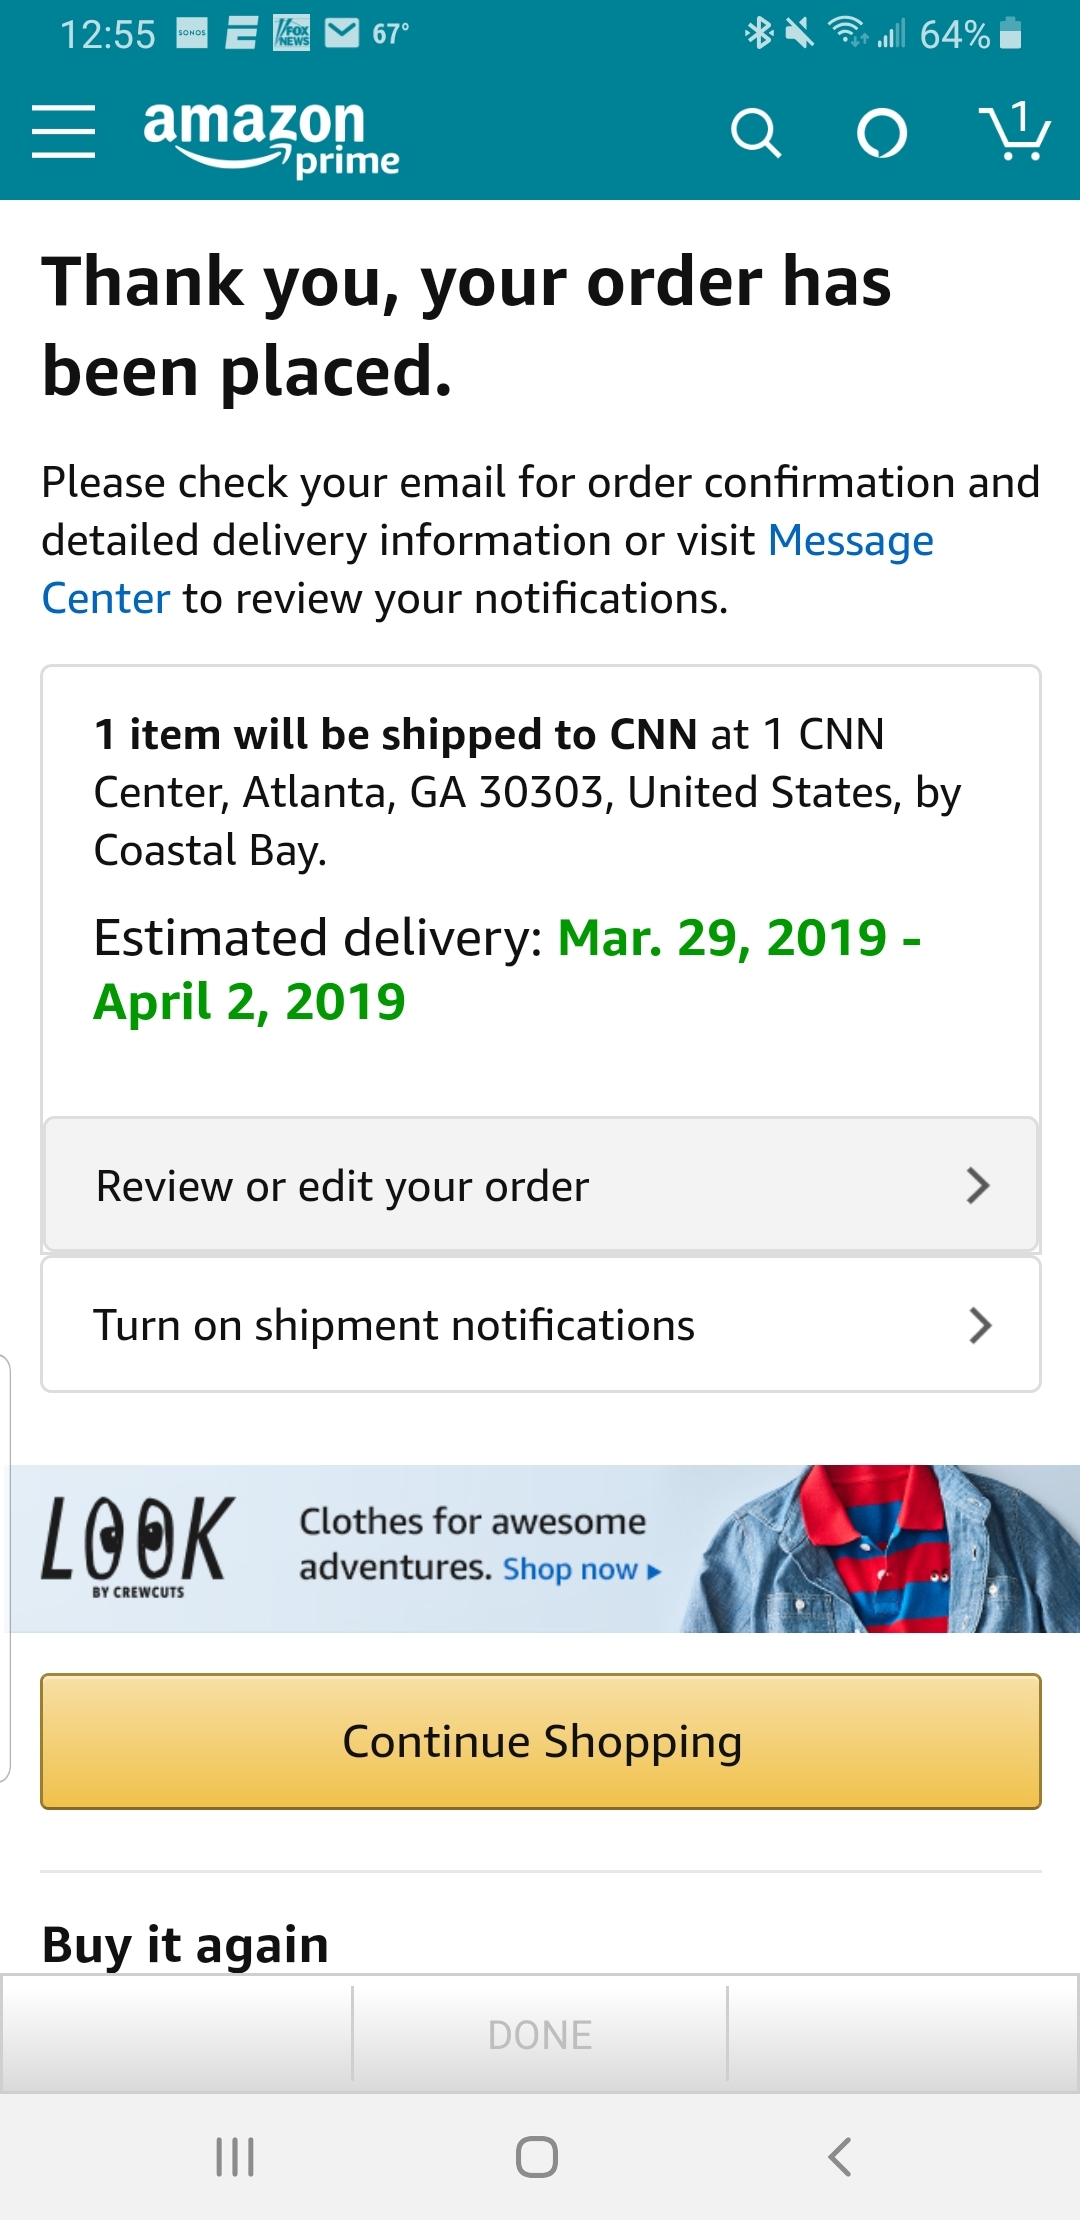 12:55 SONOS E FOX NEWS 67° 64%
amazon prime 1
Thank you, your order has
been placed.
Please check your email for order confirmation and
detailed delivery information or visit Message
Center to review your notifications.
1 item will be shipped to CNN at 1 CNN
Center, Atlanta, GA 30303, United States, by
Coastal Bay.
Estimated delivery: Mar. 29, 2019 -
April 2, 2019
Review or edit your order
Turn on shipment notifications
LOOK
BY CREWCUTS
Clothes for awesome
adventures. Shop now ▸
Continue Shopping
Buy it again
DONE